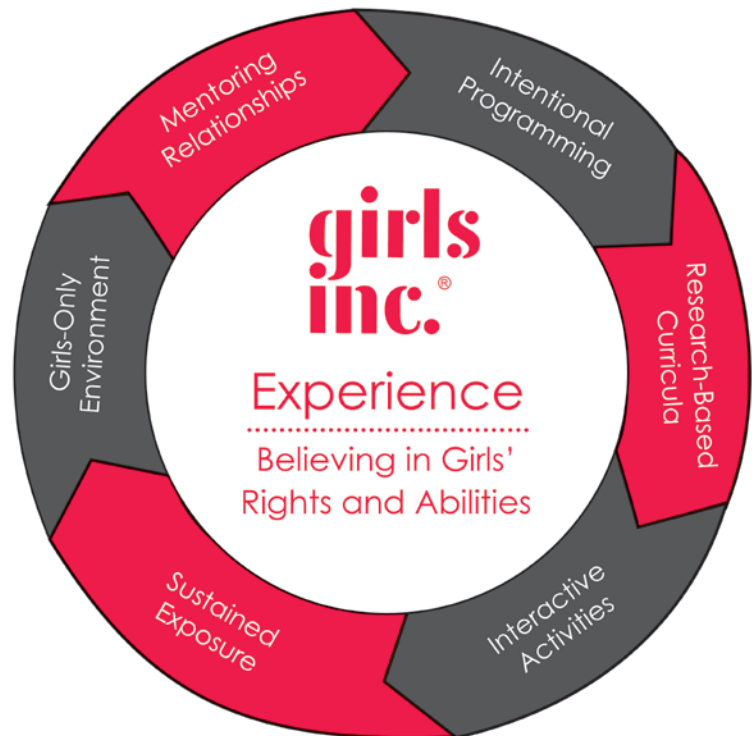 girls
inc.®
Experience
Believing in Girls'
Rights and Abilities
Mentoring
Relationships
Intentional
Programming
Research-Based
Curricula
Interactive
Activities
Sustained
Exposure
Girls-Only
Environment